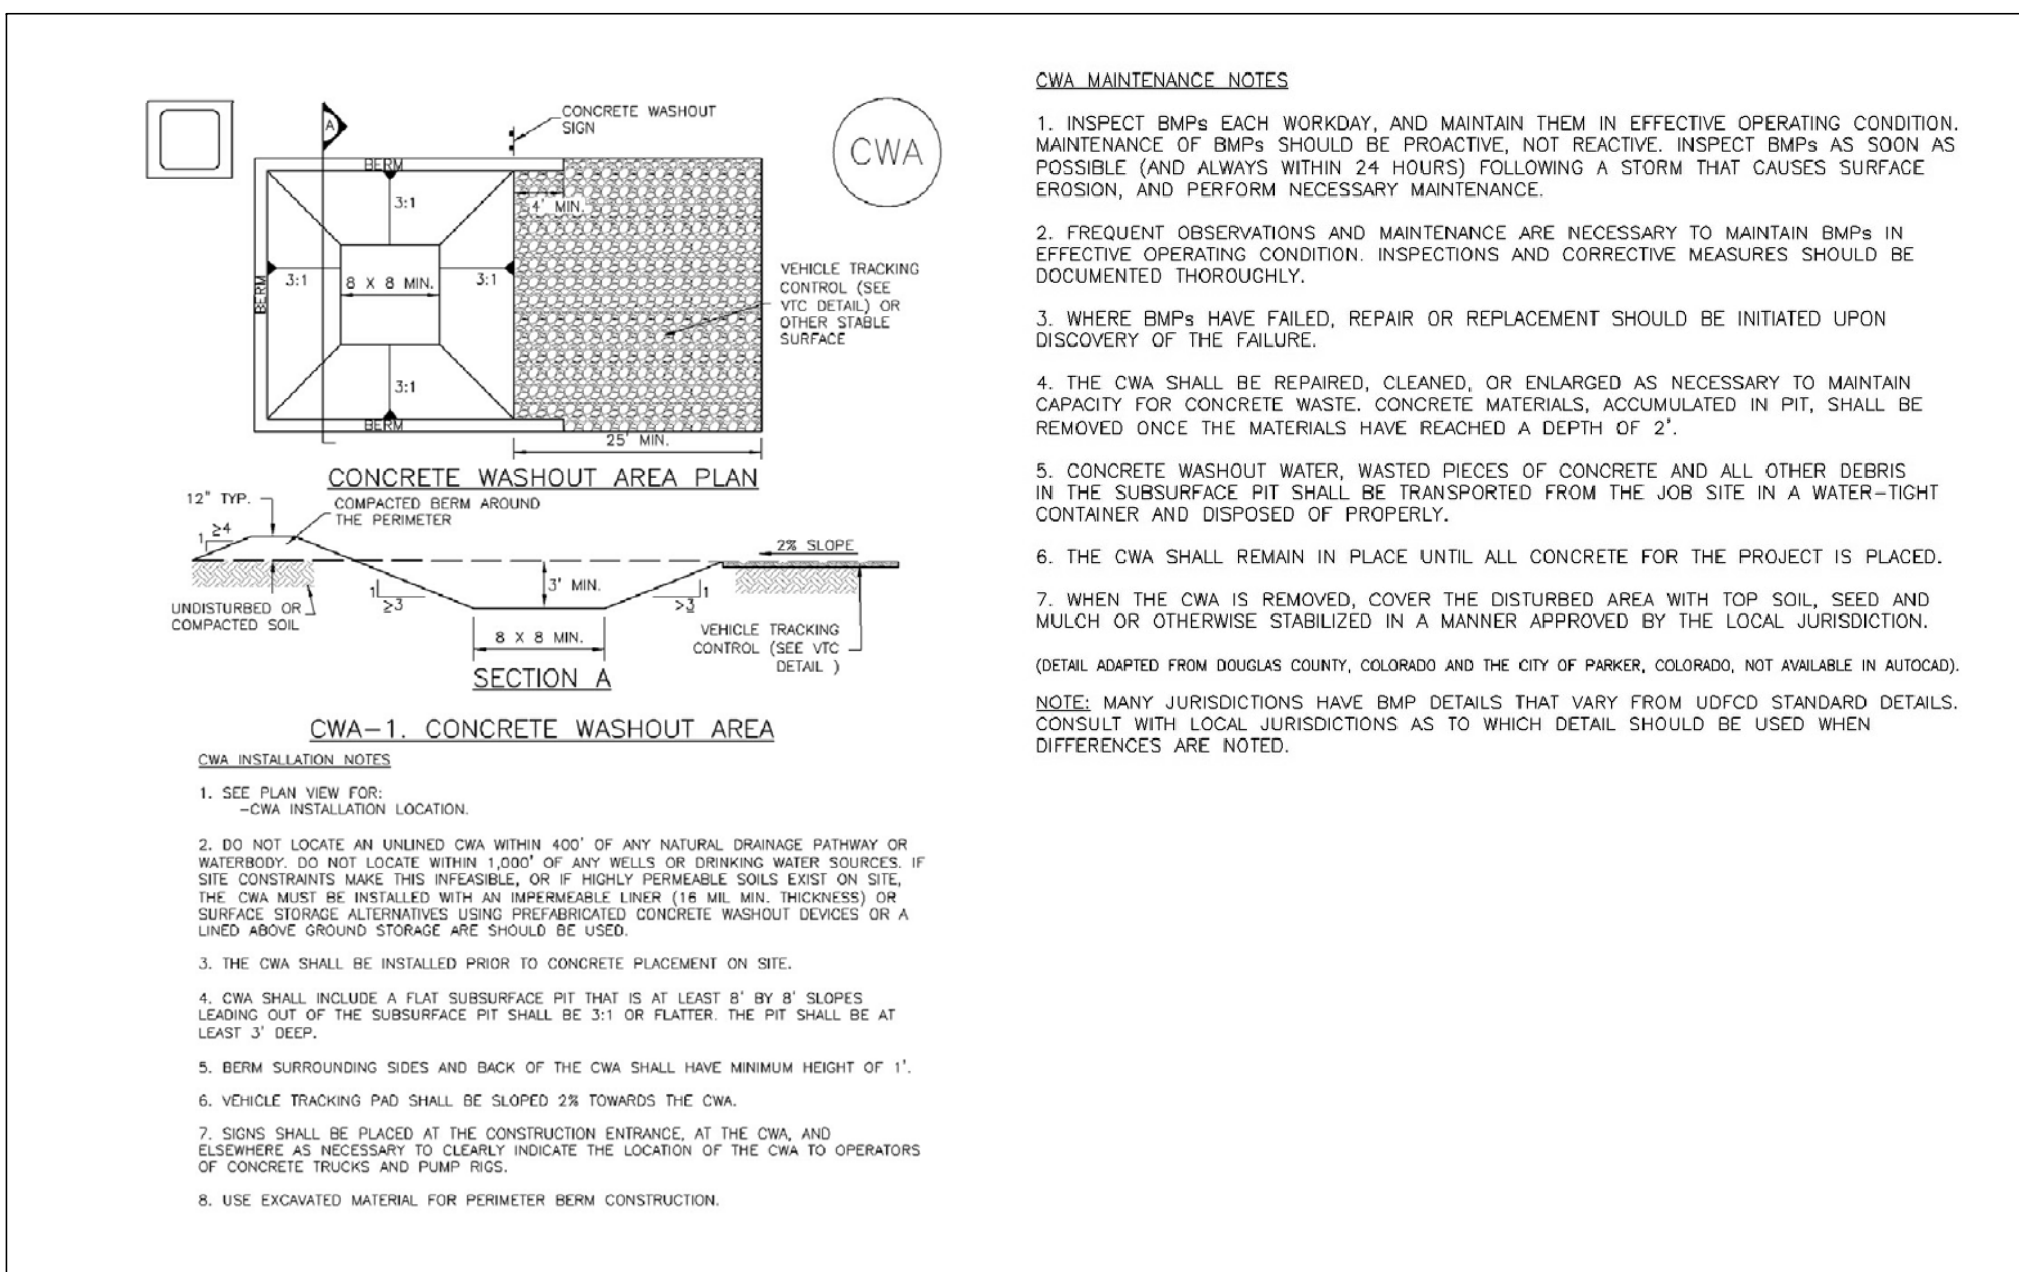 A
CONCRETE WASHOUT
SIGN
CWA
BERM
3:1
4' MIN.
BERM
3:1
8 X 8 MIN.
3:1
VEHICLE TRACKING
CONTROL (SEE
VTC DETAIL) OR
OTHER STABLE
SURFACE
3:1
BERM
25' MIN.
CONCRETE WASHOUT AREA PLAN
12" TYP.
COMPACTED BERM AROUND
THE PERIMETER
1
≥4
2% SLOPE
3' MIN.
1
≥3
1
≥3
UNDISTURBED OR
COMPACTED SOIL
8 X 8 MIN.
VEHICLE TRACKING
CONTROL (SEE VTC
DETAIL )
SECTION A
CWA-1. CONCRETE WASHOUT AREA
CWA INSTALLATION NOTES
1. SEE PLAN VIEW FOR:
-CWA INSTALLATION LOCATION.
2. DO NOT LOCATE AN UNLINED CWA WITHIN 400' OF ANY NATURAL DRAINAGE PATHWAY OR
WATERBODY. DO NOT LOCATE WITHIN 1,000' OF ANY WELLS OR DRINKING WATER SOURCES. IF
SITE CONSTRAINTS MAKE THIS INFEASIBLE, OR IF HIGHLY PERMEABLE SOILS EXIST ON SITE,
THE CWA MUST BE INSTALLED WITH AN IMPERMEABLE LINER (16 MIL MIN. THICKNESS) OR
SURFACE STORAGE ALTERNATIVES USING PREFABRICATED CONCRETE WASHOUT DEVICES OR A
LINED ABOVE GROUND STORAGE ARE SHOULD BE USED.
3. THE CWA SHALL BE INSTALLED PRIOR TO CONCRETE PLACEMENT ON SITE.
4. CWA SHALL INCLUDE A FLAT SUBSURFACE PIT THAT IS AT LEAST 8' BY 8' SLOPES
LEADING OUT OF THE SUBSURFACE PIT SHALL BE 3:1 OR FLATTER. THE PIT SHALL BE AT
LEAST 3' DEEP.
5. BERM SURROUNDING SIDES AND BACK OF THE CWA SHALL HAVE MINIMUM HEIGHT OF 1'.
6. VEHICLE TRACKING PAD SHALL BE SLOPED 2% TOWARDS THE CWA.
7. SIGNS SHALL BE PLACED AT THE CONSTRUCTION ENTRANCE, AT THE CWA, AND
ELSEWHERE AS NECESSARY TO CLEARLY INDICATE THE LOCATION OF THE CWA TO OPERATORS
OF CONCRETE TRUCKS AND PUMP RIGS.
8. USE EXCAVATED MATERIAL FOR PERIMETER BERM CONSTRUCTION.
CWA MAINTENANCE NOTES
1. INSPECT BMPs EACH WORKDAY, AND MAINTAIN THEM IN EFFECTIVE OPERATING CONDITION.
MAINTENANCE OF BMPs SHOULD BE PROACTIVE, NOT REACTIVE. INSPECT BMPs AS SOON AS
POSSIBLE (AND ALWAYS WITHIN 24 HOURS) FOLLOWING A STORM THAT CAUSES SURFACE
EROSION, AND PERFORM NECESSARY MAINTENANCE.
2. FREQUENT OBSERVATIONS AND MAINTENANCE ARE NECESSARY TO MAINTAIN BMPs IN
EFFECTIVE OPERATING CONDITION. INSPECTIONS AND CORRECTIVE MEASURES SHOULD BE
DOCUMENTED THOROUGHLY.
3. WHERE BMPs HAVE FAILED, REPAIR OR REPLACEMENT SHOULD BE INITIATED UPON
DISCOVERY OF THE FAILURE.
4. THE CWA SHALL BE REPAIRED, CLEANED, OR ENLARGED AS NECESSARY TO MAINTAIN
CAPACITY FOR CONCRETE WASTE. CONCRETE MATERIALS, ACCUMULATED IN PIT, SHALL BE
REMOVED ONCE THE MATERIALS HAVE REACHED A DEPTH OF 2'.
5. CONCRETE WASHOUT WATER, WASTED PIECES OF CONCRETE AND ALL OTHER DEBRIS
IN THE SUBSURFACE PIT SHALL BE TRANSPORTED FROM THE JOB SITE IN A WATER-TIGHT
CONTAINER AND DISPOSED OF PROPERLY.
6. THE CWA SHALL REMAIN IN PLACE UNTIL ALL CONCRETE FOR THE PROJECT IS PLACED.
7. WHEN THE CWA IS REMOVED, COVER THE DISTURBED AREA WITH TOP SOIL, SEED AND
MULCH OR OTHERWISE STABILIZED IN A MANNER APPROVED BY THE LOCAL JURISDICTION.
(DETAIL ADAPTED FROM DOUGLAS COUNTY, COLORADO AND THE CITY OF PARKER, COLORADO, NOT AVAILABLE IN AUTOCAD).
NOTE: MANY JURISDICTIONS HAVE BMP DETAILS THAT VARY FROM UDFCD STANDARD DETAILS.
CONSULT WITH LOCAL JURISDICTIONS AS TO WHICH DETAIL SHOULD BE USED WHEN
DIFFERENCES ARE NOTED.